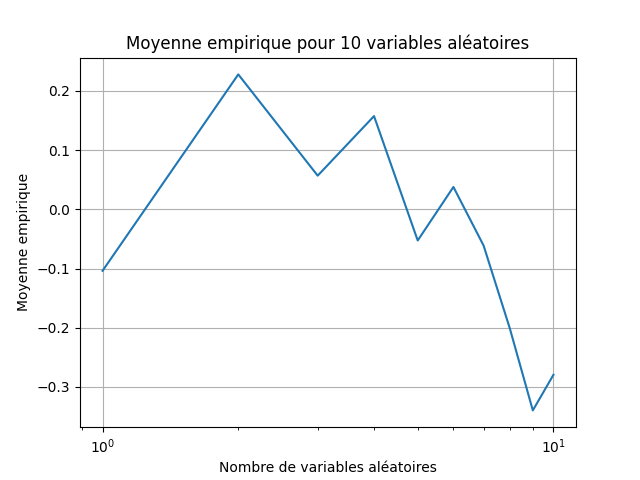 Moyenne empirique pour 10 variables aléatoires
Moyenne empirique
0.2
0.1
0.0
−0.1
−0.2
−0.3
10⁰
10¹
Nombre de variables aléatoires